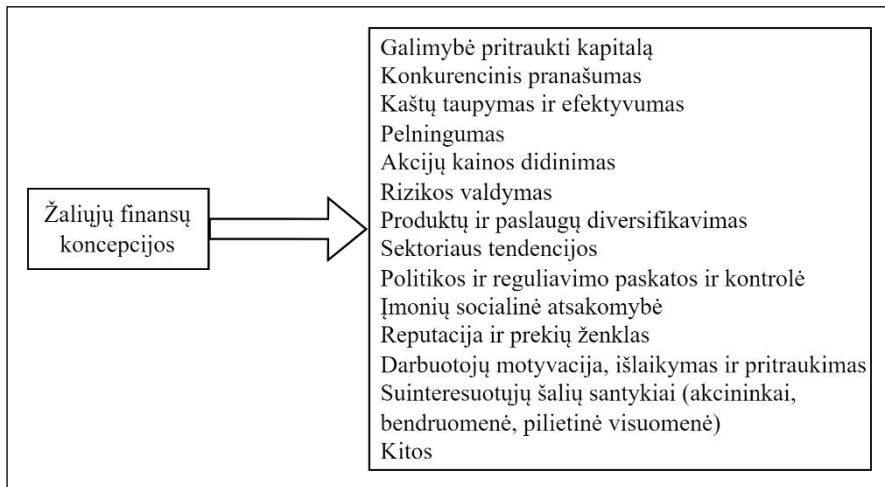 Žaliųjų finansų
koncepcijos
Galimybė pritraukti kapitalą
Konkurencinis pranašumas
Kaštų taupymas ir efektyvumas
Pelningumas
Akcijų kainos didinimas
Rizikos valdymas
Produktų ir paslaugų diversifikavimas
Sektoriaus tendencijos
Politikos ir reguliavimo paskatos ir kontrolė
Įmonių socialinė atsakomybė
Reputacija ir prekių ženklas
Darbuotojų motyvacija, išlaikymas ir pritraukimas
Suinteresuotųjų šalių santykiai (akcininkai,
bendruomenė, pilietinė visuomenė)
Kitos